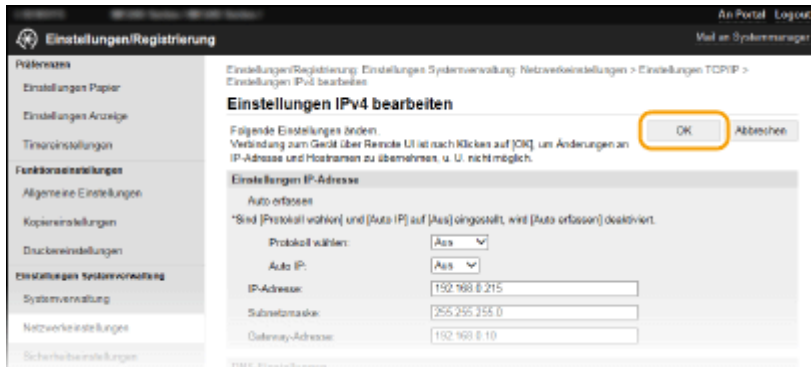 An Portal Logout
Einstellungen/Registrierung
Mail an Systemmanager
Präferenzen
Einstellungen Papier
Einstellungen Anzeige
Timereinstellungen
Funktionseinstellungen
Allgemeine Einstellungen
Kopiereinstellungen
Druckereinstellungen
Einstellungen Systemverwaltung
Systemverwaltung
Netzwerkeinstellungen
Sicherheitseinstellungen
Einstellungen/Registrierung: Einstellungen Systemverwaltung: Netzwerkeinstellungen > Einstellungen TCP/IP >
Einstellungen IPv4 bearbeiten
Einstellungen IPv4 bearbeiten
Folgende Einstellungen ändern.
Verbindung zum Gerät über Remote UI ist nach Klicken auf [OK], um Änderungen an
IP-Adresse und Hostnamen zu übernehmen, u. U. nicht möglich.
OK Abbrechen
Einstellungen IP-Adresse
Auto erfassen
*Sind [Protokoll wählen] und [Auto IP] auf [Aus] eingestellt, wird [Auto erfassen] deaktiviert.
Protokoll wählen: Aus
Auto IP: Aus
IP-Adresse: 192.168.0.215
Subnetzmaske: 255.255.255.0
Gateway-Adresse: 192.168.0.10